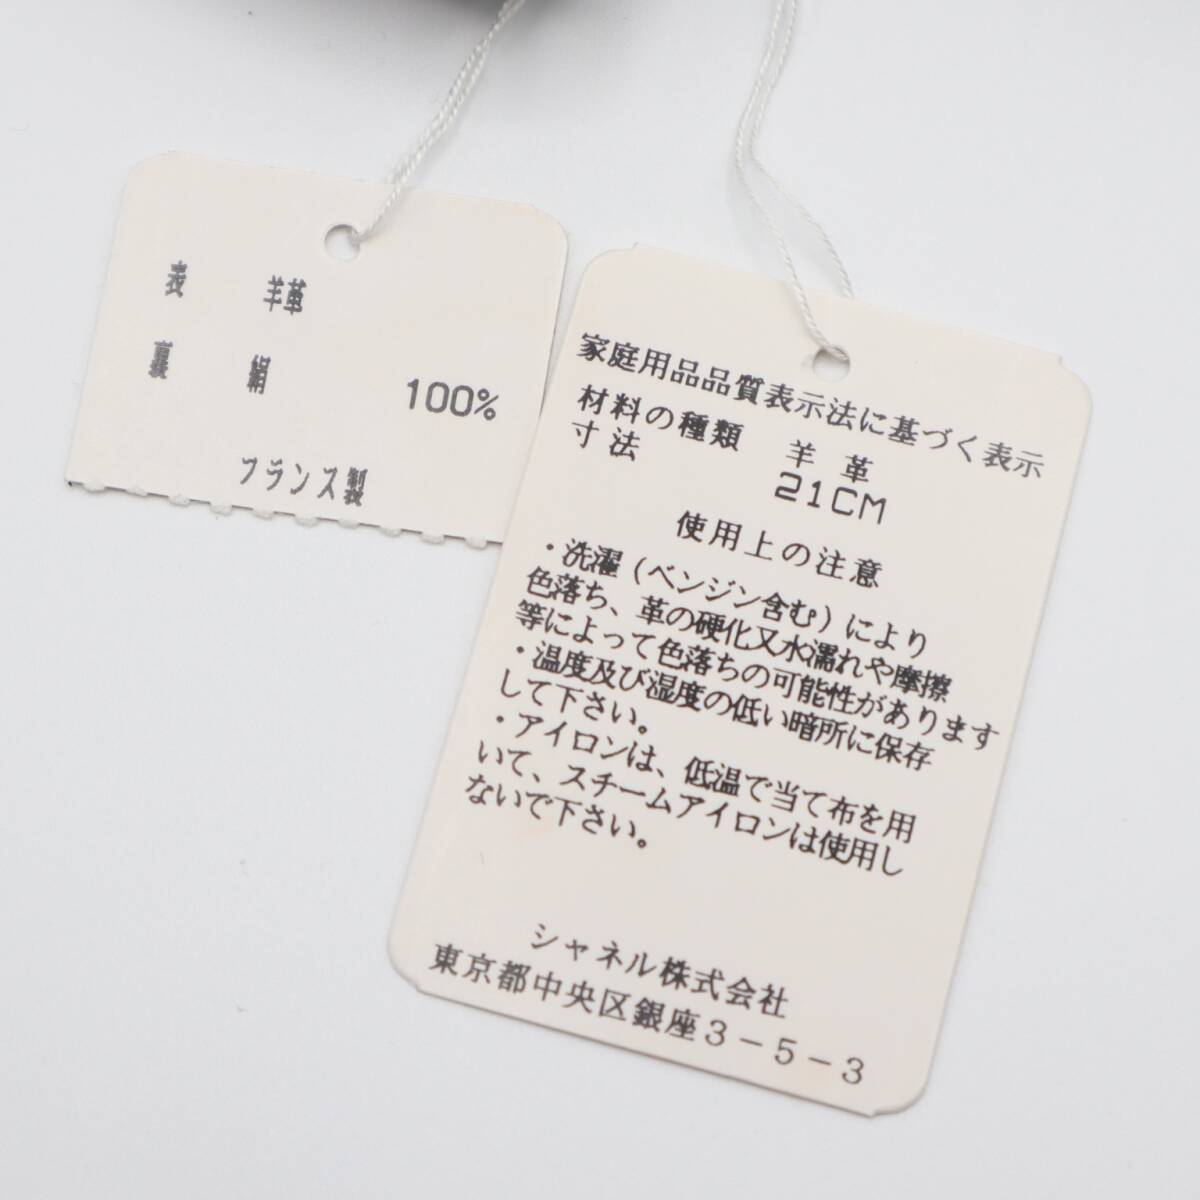 表 羊革
裏 絹 100%
フランス製
家庭用品品質表示法に基づく表示
材料の種類 羊革
寸法 21CM
使用上の注意
・洗濯(ベンジン含む)により
色落ち、革の硬化又水濡れや摩擦
等によって色落ちの可能性があります
・温度及び湿度の低い暗所に保存
して下さい。
・アイロンは、低温で当て布を用
いて、スチームアイロンは使用し
ないで下さい。
シャネル株式会社
東京都中央区銀座3-5-3